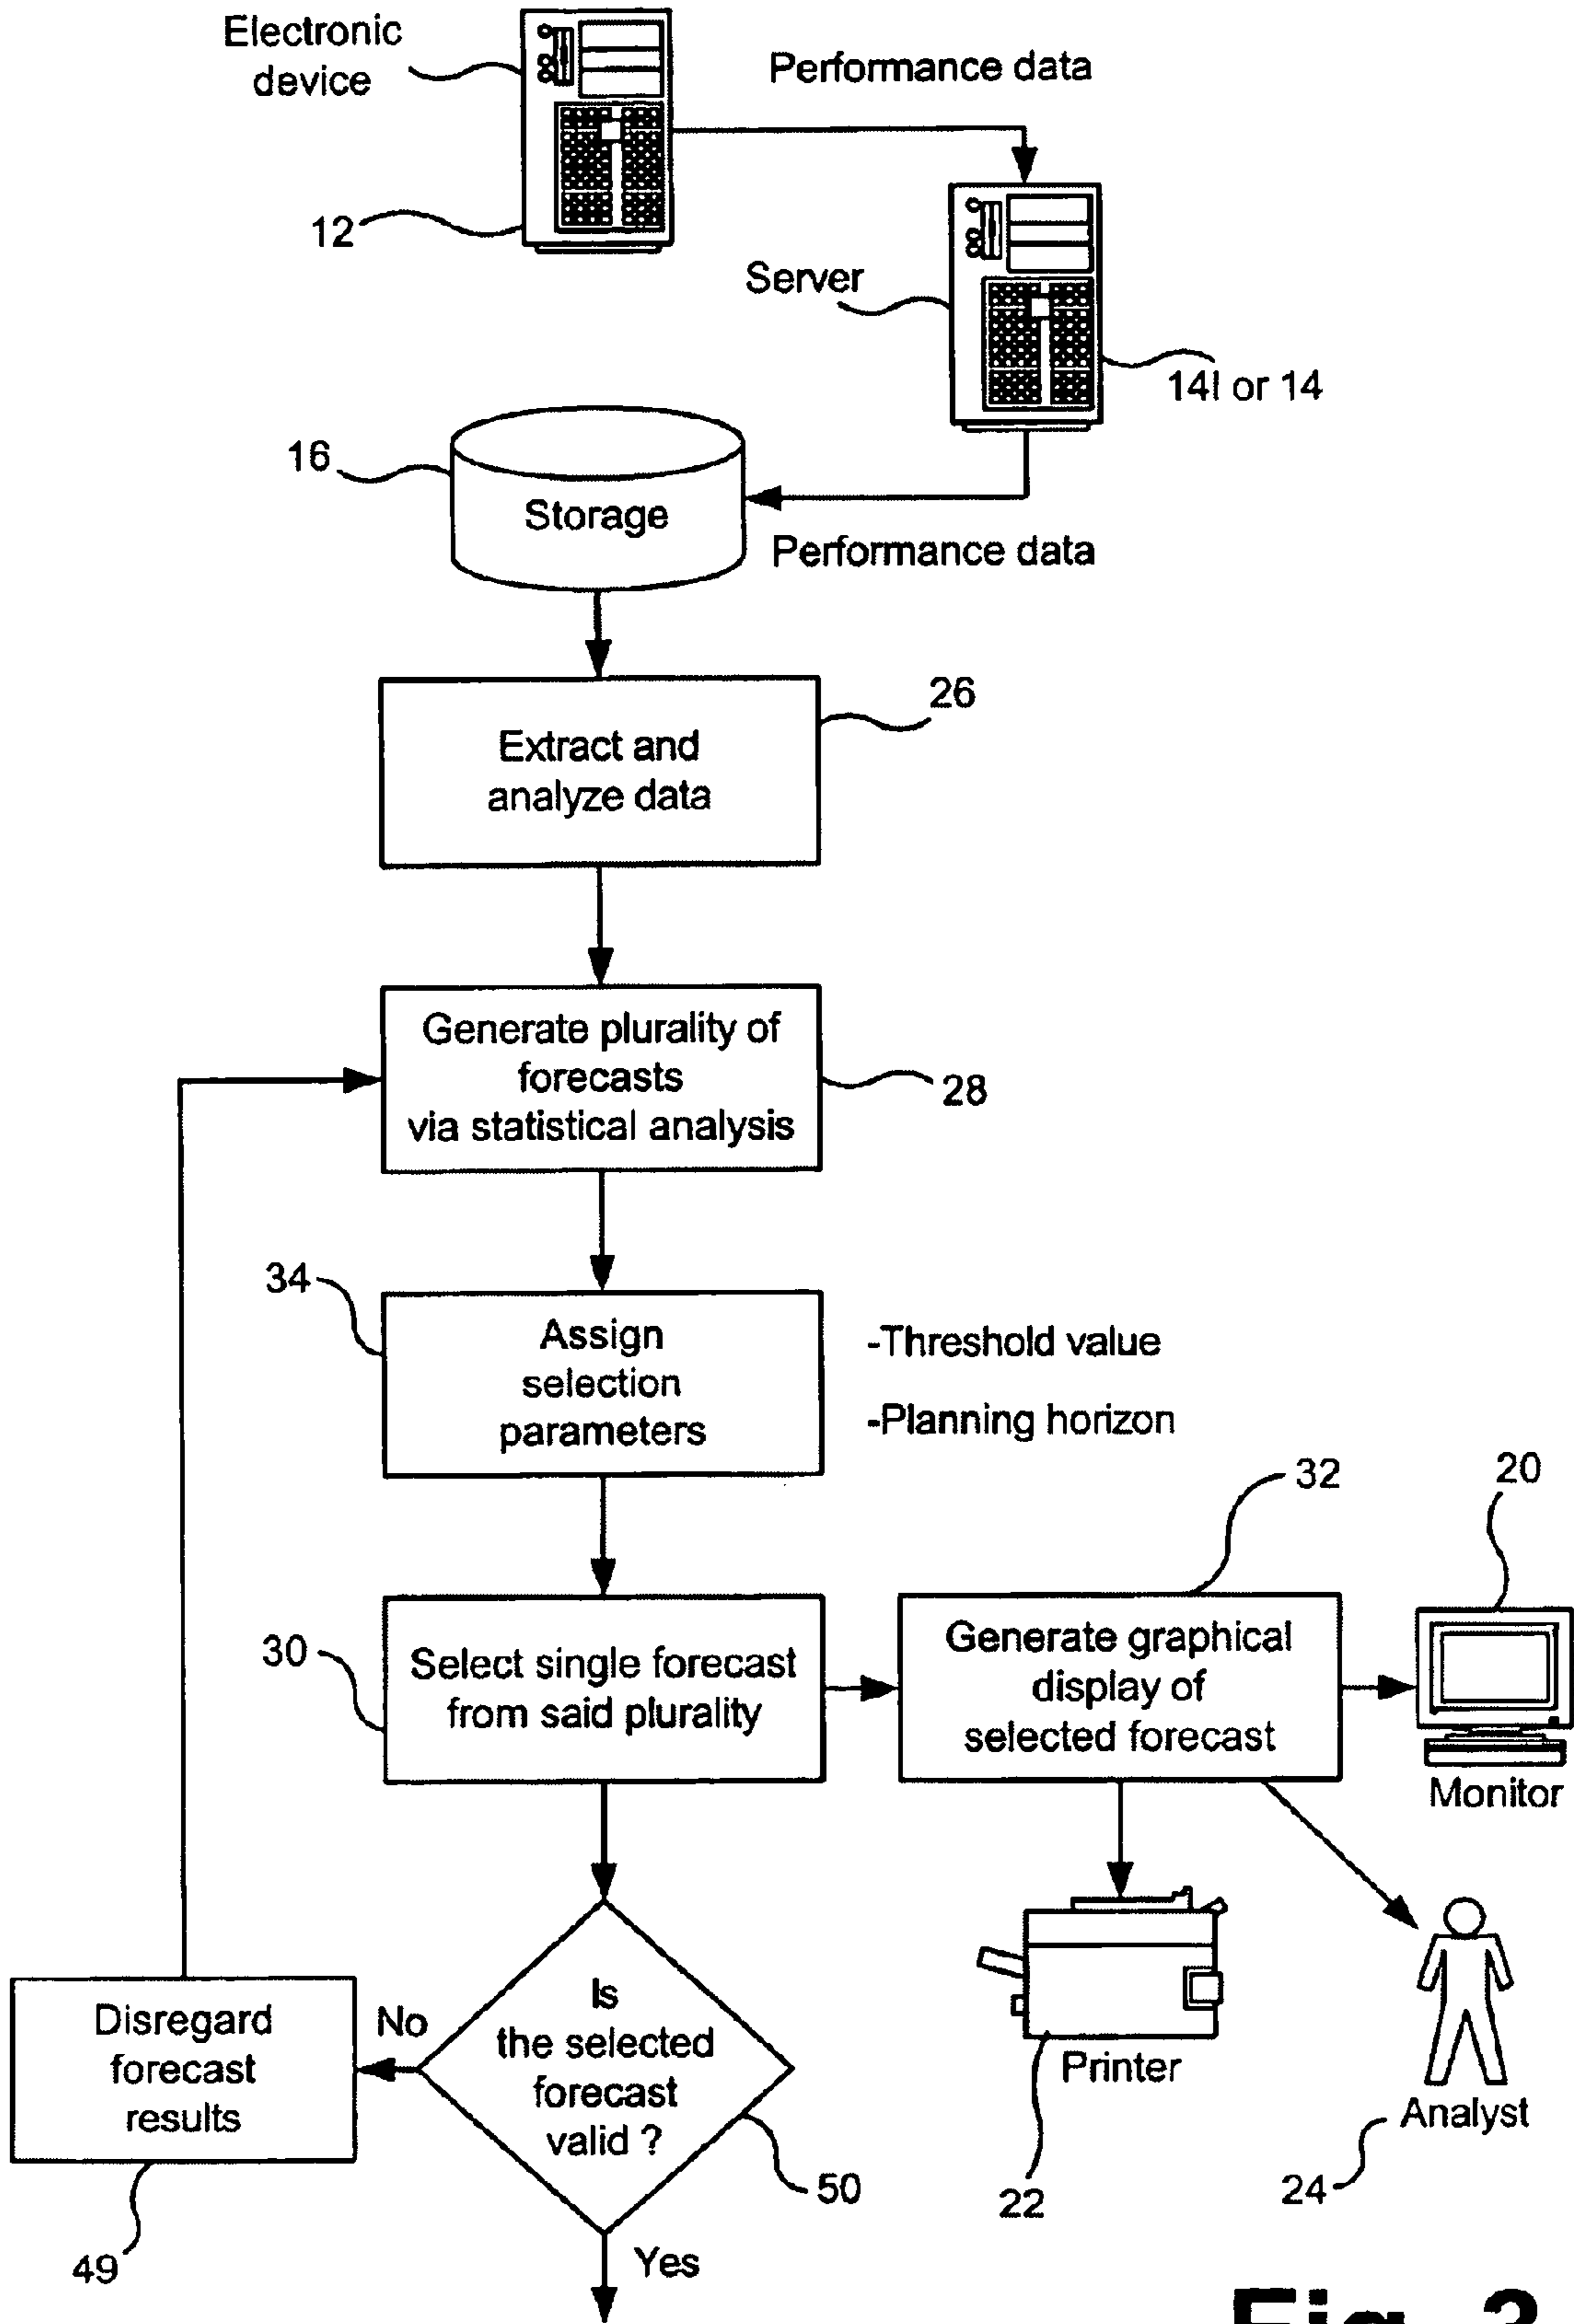 Electronic
device
Performance data
12
Server
14I or 14
16
Storage
Performance data
26
Extract and
analyze data
Generate plurality of
forecasts
via statistical analysis
28
34
Assign
selection
parameters
-Threshold value
-Planning horizon
32
20
30
Select single forecast
from said plurality
Generate graphical
display of
selected forecast
Monitor
Is
the selected
forecast
valid ?
No
Disregard
forecast
results
Printer
Analyst
50
22
24
49
Yes
Fig. 3